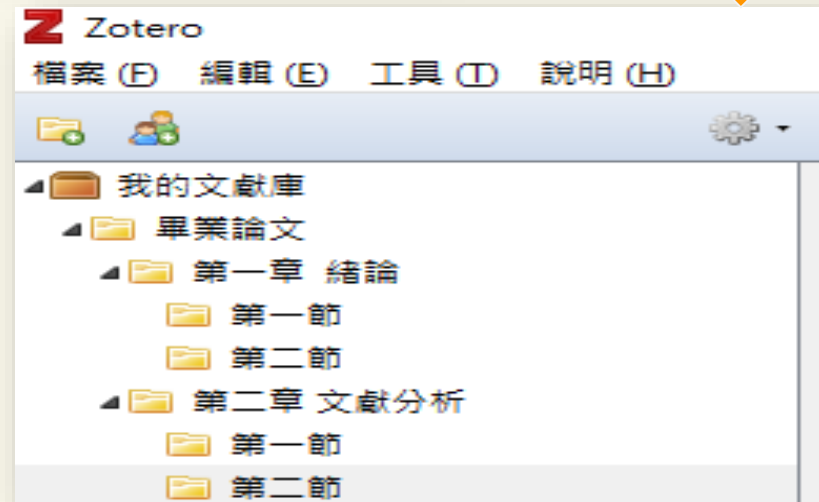 Zotero
檔案 (F) 編輯 (E) 工具 (T) 說明 (H)
我的文獻庫
畢業論文
第一章 緒論
第一節
第二節
第二章 文獻分析
第一節
第二節